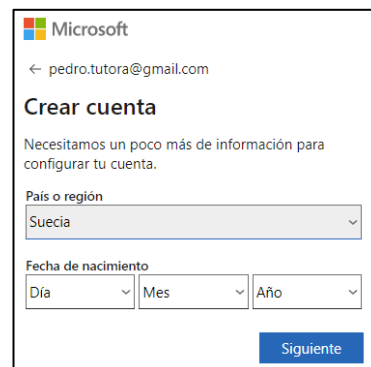 Microsoft
← pedro.tutora@gmail.com
Crear cuenta
Necesitamos un poco más de información para
configurar tu cuenta.
País o región
Suecia
Fecha de nacimiento
Día Mes Año
Siguiente